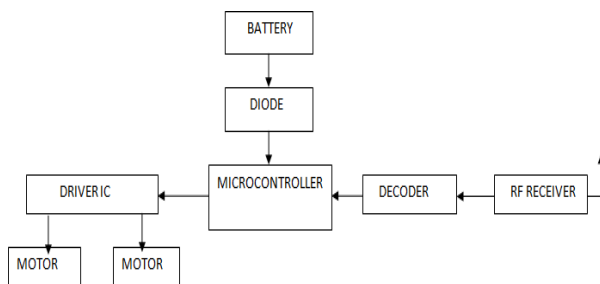 BATTERY
DIODE
DRIVER IC
MICROCONTROLLER
DECODER
RF RECEIVER
MOTOR
MOTOR